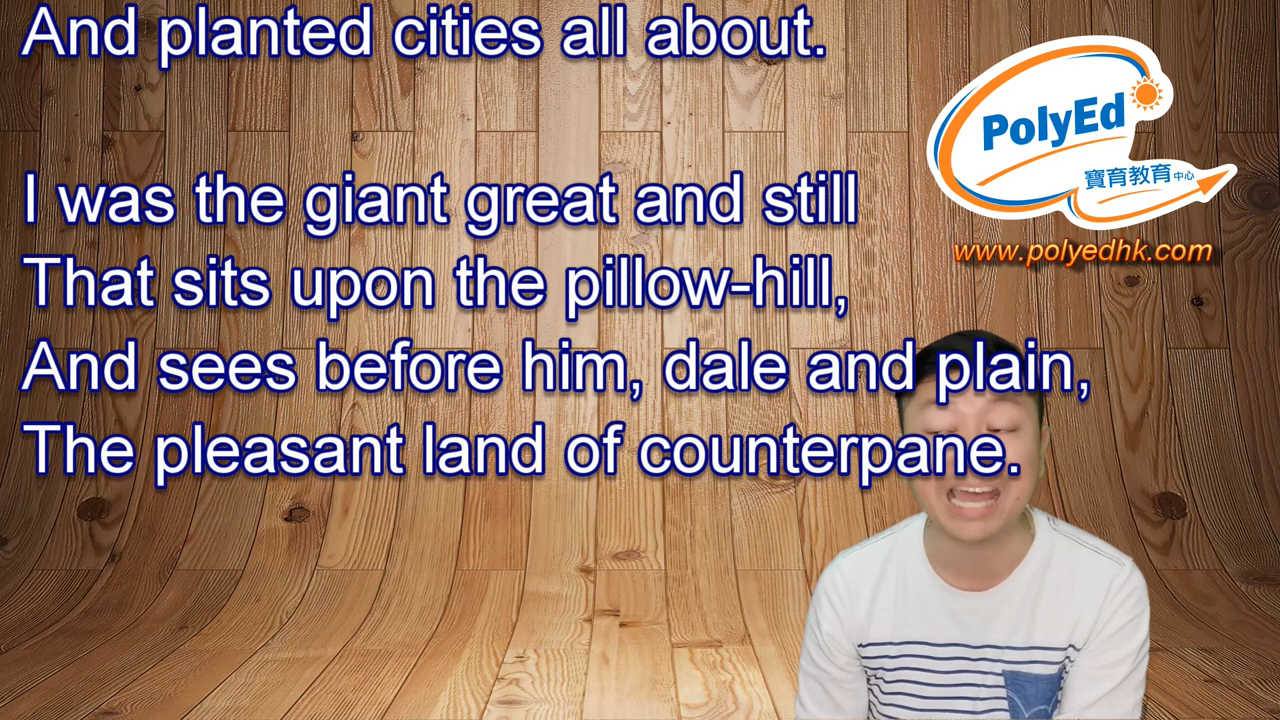 And planted cities all about.
I was the giant great and still
That sits upon the pillow-hill,
And sees before him, dale and plain,
The pleasant land of counterpane.
PolyEd
寶育教育中心
www.polyedhk.com